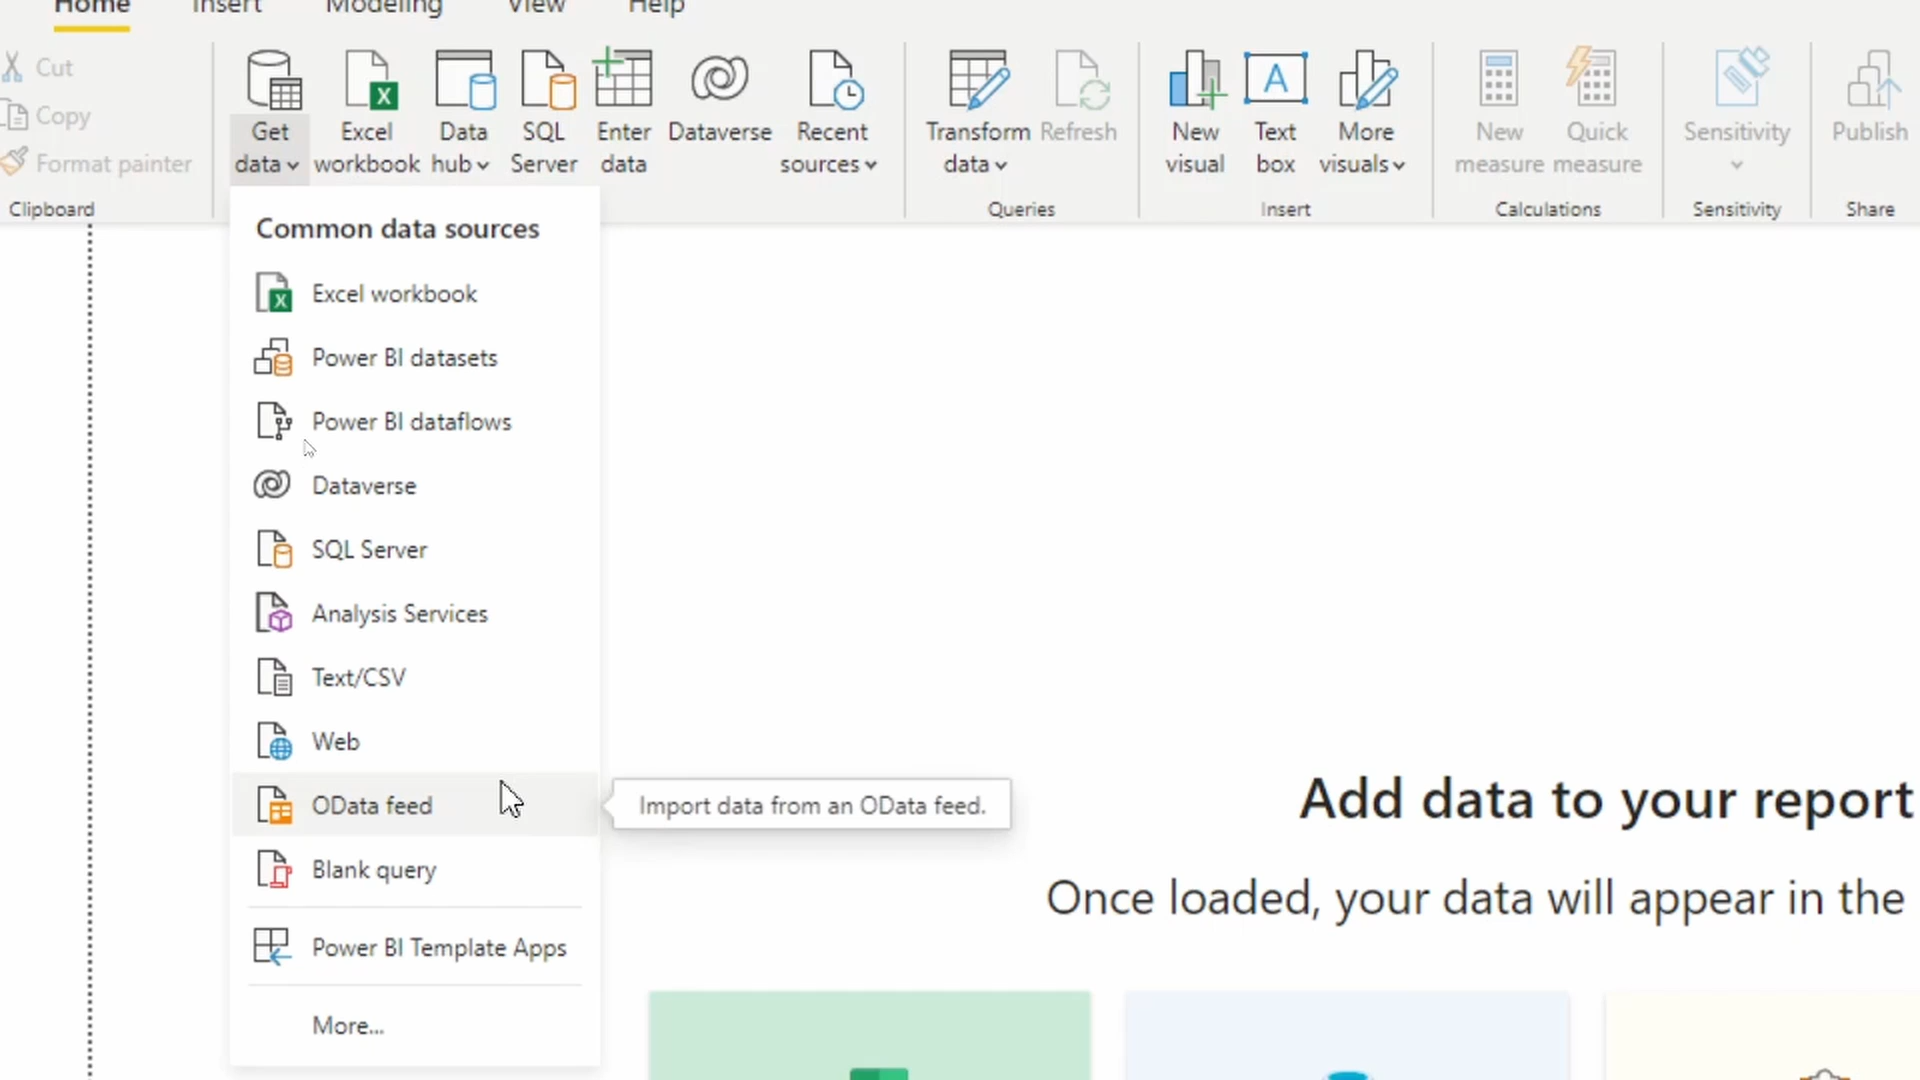 Home Insert Modeling View Help
Cut
Copy
Format painter
Clipboard
Get data
Excel workbook
Data hub
SQL Server
Enter data
Dataverse
Recent sources
Transform data
Refresh
Queries
New visual
Text box
More visuals
Insert
New measure
Quick measure
Calculations
Sensitivity
Sensitivity
Publish
Share
Common data sources
Excel workbook
Power BI datasets
Power BI dataflows
Dataverse
SQL Server
Analysis Services
Text/CSV
Web
OData feed
Import data from an OData feed.
Blank query
Power BI Template Apps
More...
Add data to your report
Once loaded, your data will appear in the